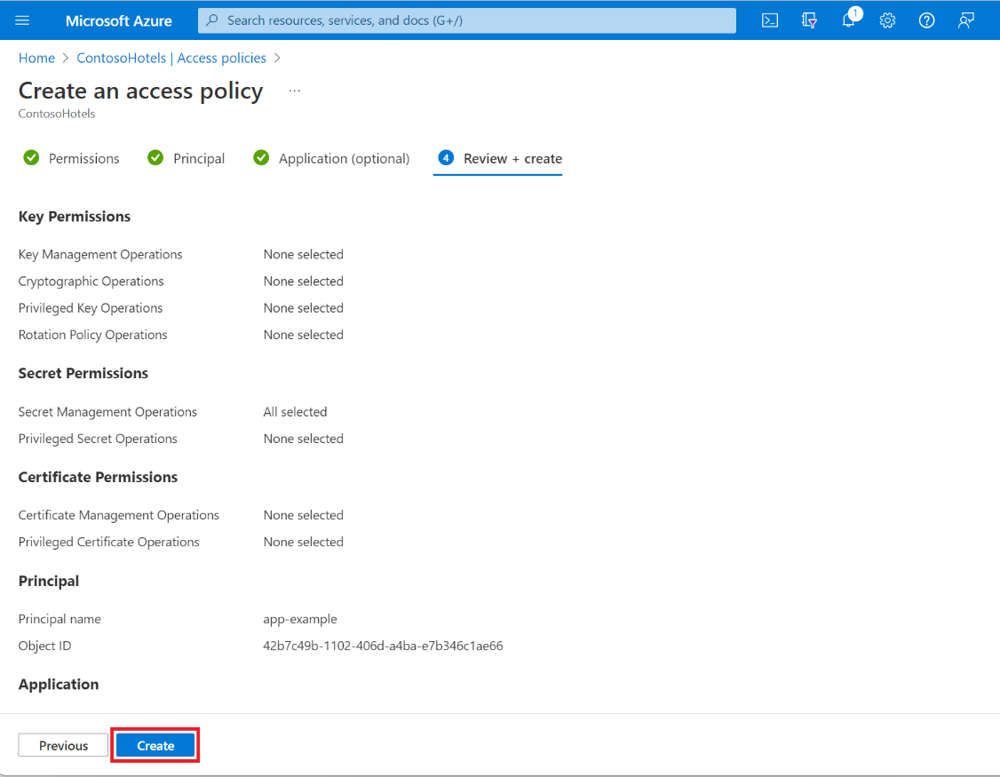 Microsoft Azure
Search resources, services, and docs (G+/)
1
Home > ContosoHotels | Access policies >
Create an access policy ...
ContosoHotels
Permissions
Principal
Application (optional)
4 Review + create
Key Permissions
Key Management Operations None selected
Cryptographic Operations None selected
Privileged Key Operations None selected
Rotation Policy Operations None selected
Secret Permissions
Secret Management Operations All selected
Privileged Secret Operations None selected
Certificate Permissions
Certificate Management Operations None selected
Privileged Certificate Operations None selected
Principal
Principal name app-example
Object ID 42b7c49b-1102-406d-a4ba-e7b346c1ae66
Application
Previous
Create